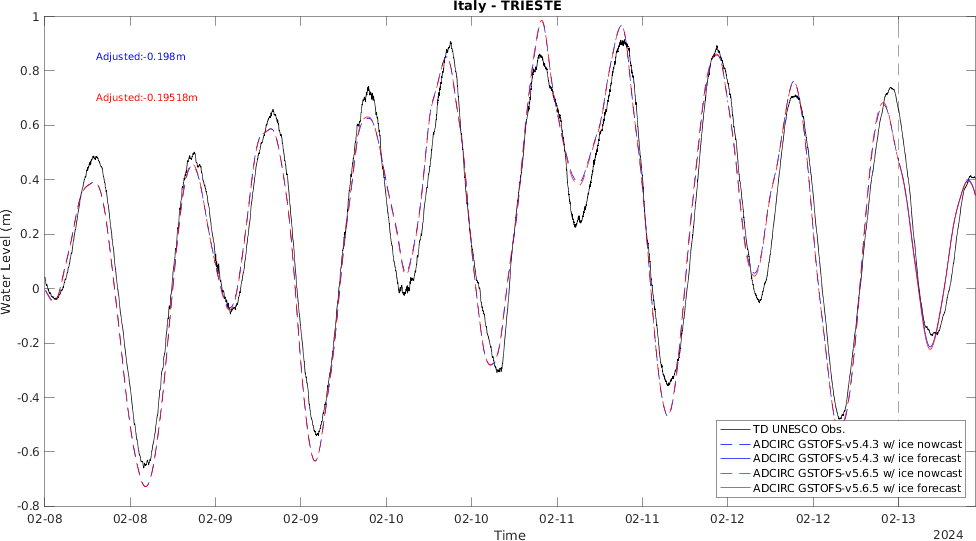 Italy - TRIESTE
Adjusted:-0.198m
Adjusted:-0.19518m
Water Level (m)
1
0.8
0.6
0.4
0.2
0
-0.2
-0.4
-0.6
-0.8
TD UNESCO Obs.
ADCIRC GSTOFS-v5.4.3 w/ ice nowcast
ADCIRC GSTOFS-v5.4.3 w/ ice forecast
ADCIRC GSTOFS-v5.6.5 w/ ice nowcast
ADCIRC GSTOFS-v5.6.5 w/ ice forecast
02-08 02-08 02-09 02-09 02-10 02-10 02-11 02-11 02-12 02-12 02-13
Time
2024